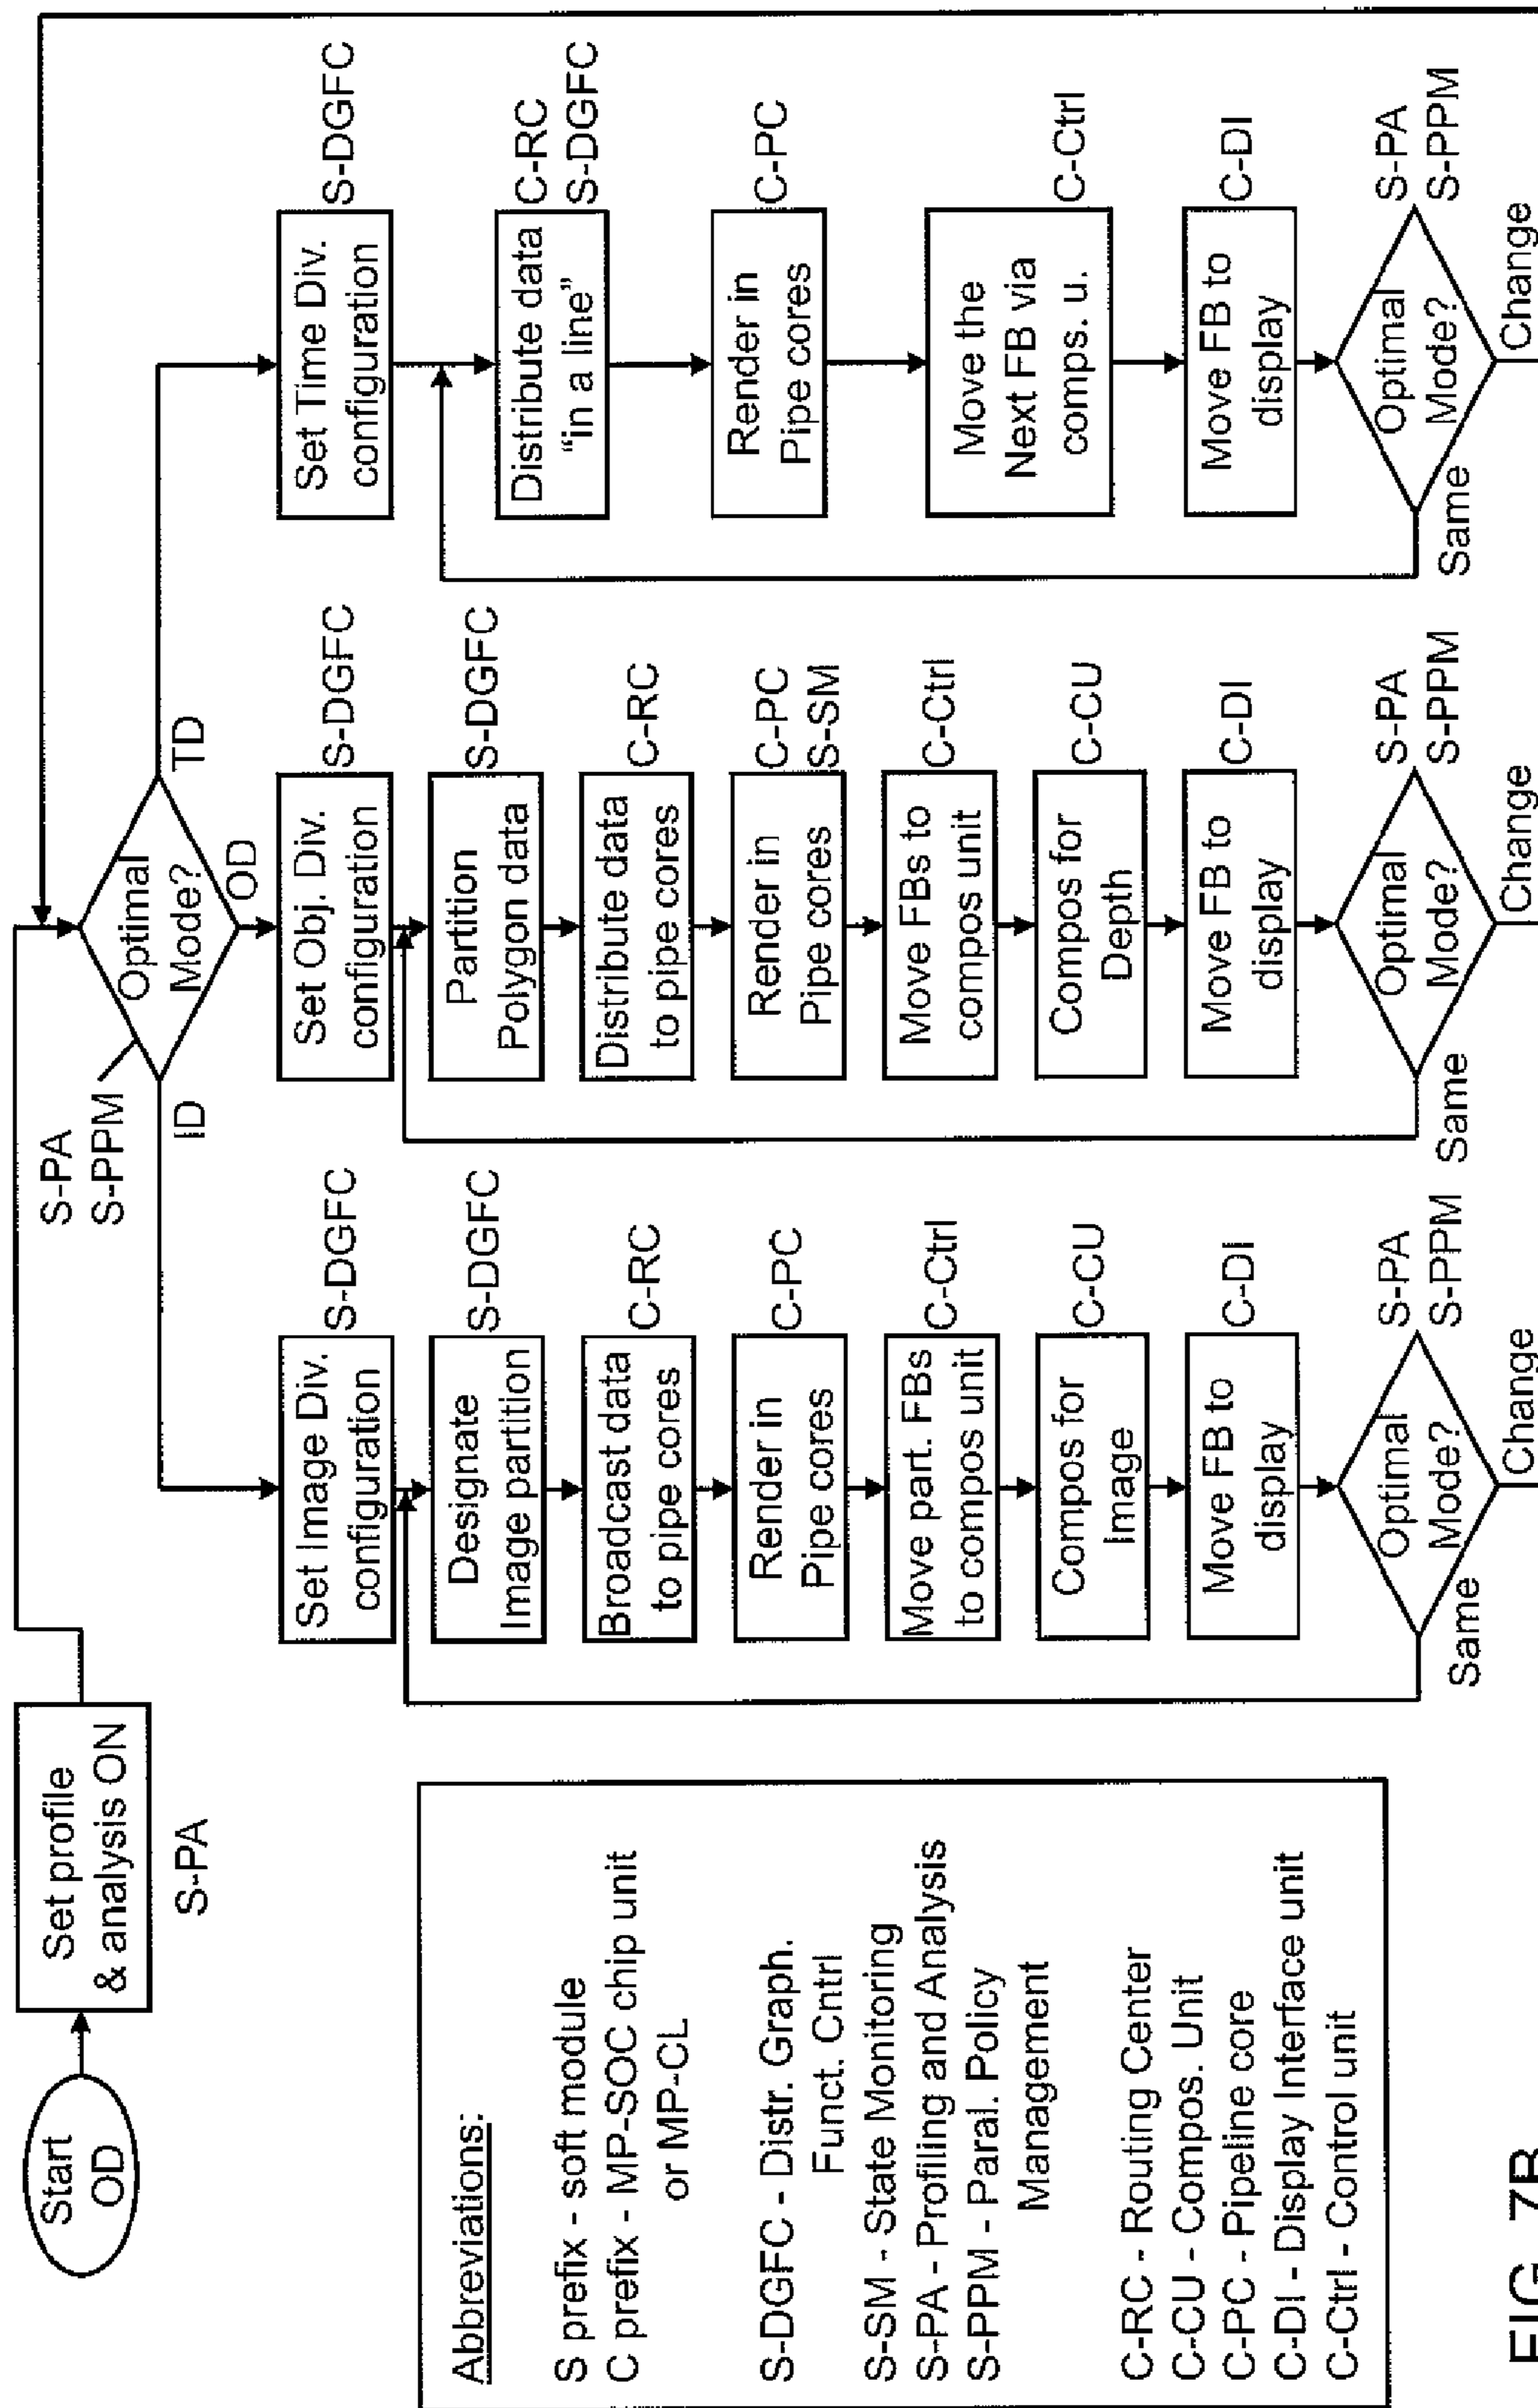 Start
OD
Set profile
& analysis ON
S-PA
S-PA
S-PPM
Optimal
Mode?
ID
OD
TD
Set Image Div.
configuration
S-DGFC
Designate
Image partition
S-DGFC
Broadcast data
to pipe cores
C-RC
Render in
Pipe cores
C-PC
Move part. FBs
to compos unit
C-Ctrl
Compos for
Image
C-CU
Move FB to
display
C-DI
Optimal
Mode?
S-PA
S-PPM
Same
Change
Set Obj. Div.
configuration
S-DGFC
Partition
Polygon data
S-DGFC
Distribute data
to pipe cores
C-RC
Render in
Pipe cores
C-PC
S-SM
Move FBs to
compos unit
C-Ctrl
Compos for
Depth
C-CU
Move FB to
display
C-DI
Optimal
Mode?
S-PA
S-PPM
Same
Change
Set Time Div.
configuration
S-DGFC
Distribute data
“in a line”
C-RC
S-DGFC
Render in
Pipe cores
C-PC
Move the
Next FB via
comps. u.
C-Ctrl
Move FB to
display
C-DI
Optimal
Mode?
S-PA
S-PPM
Same
Change
Abbreviations:
S prefix - soft module
C prefix - MP-SOC chip unit
or MP-CL
S-DGFC - Distr. Graph.
Funct. Cntrl
S-SM - State Monitoring
S-PA - Profiling and Analysis
S-PPM - Paral. Policy
Management
C-RC - Routing Center
C-CU - Compos. Unit
C-PC - Pipeline core
C-DI - Display Interface unit
C-Ctrl - Control unit
FIG. 7B